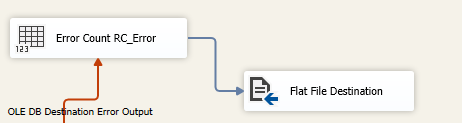 Error Count RC_Error
123
Flat File Destination
OLE DB Destination Error Output